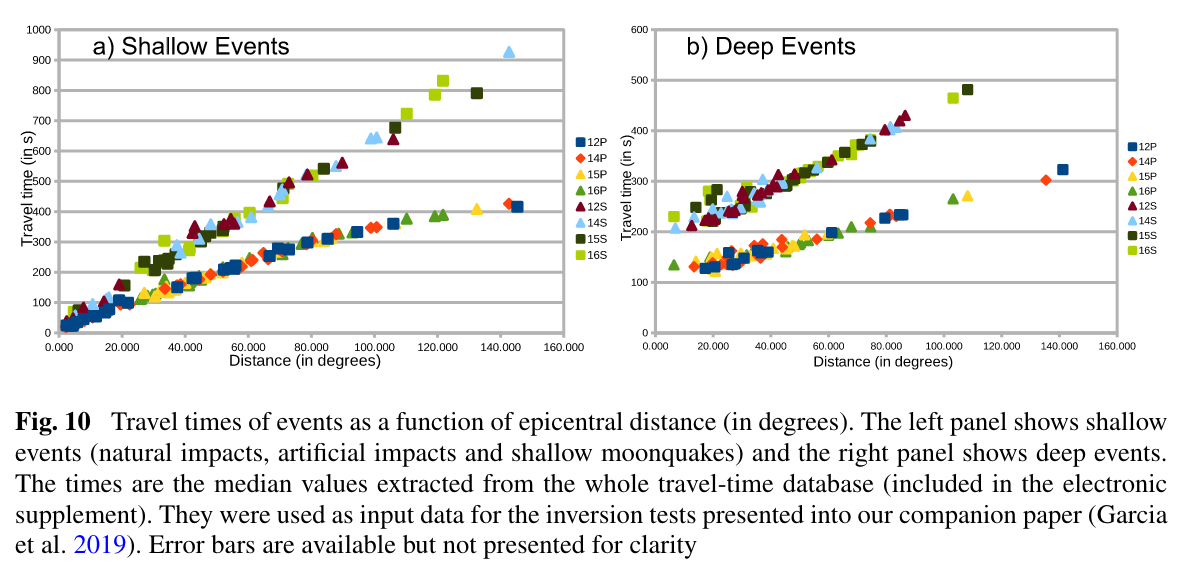 a) Shallow Events
Travel time (in s)
1000
900
800
700
600
500
400
300
200
100
0
0.000 20.000 40.000 60.000 80.000 100.000 120.000 140.000 160.000
Distance (in degrees)
12P
14P
15P
16P
12S
14S
15S
16S
b) Deep Events
Travel time (in s)
600
500
400
300
200
100
0
0.000 20.000 40.000 60.000 80.000 100.000 120.000 140.000 160.000
Distance (in degrees)
12P
14P
15P
16P
12S
14S
15S
16S
Fig. 10 Travel times of events as a function of epicentral distance (in degrees). The left panel shows shallow
events (natural impacts, artificial impacts and shallow moonquakes) and the right panel shows deep events.
The times are the median values extracted from the whole travel-time database (included in the electronic
supplement). They were used as input data for the inversion tests presented into our companion paper (Garcia
et al. 2019). Error bars are available but not presented for clarity